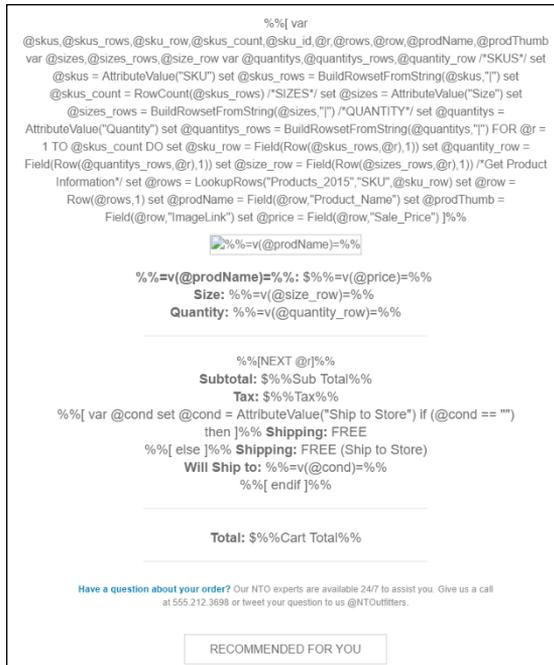 %%[ var
@skus,@skus_rows,@sku_row,@skus_count,@sku_id,@r,@rows,@row,@prodName,@prodThumb
var @sizes,@sizes_rows,@size_row var @quantitys,@quantitys_rows,@quantity_row /*SKUS*/ set
@skus = AttributeValue("SKU") set @skus_rows = BuildRowsetFromString(@skus,"|") set
@skus_count = RowCount(@skus_rows) /*SIZES*/ set @sizes = AttributeValue("Size") set
@sizes_rows = BuildRowsetFromString(@sizes,"|") /*QUANTITY*/ set @quantitys =
AttributeValue("Quantity") set @quantitys_rows = BuildRowsetFromString(@quantitys,"|") FOR @r =
1 TO @skus_count DO set @sku_row = Field(Row(@skus_rows,@r),1)) set @quantity_row =
Field(Row(@quantitys_rows,@r),1)) set @size_row = Field(Row(@sizes_rows,@r),1)) /*Get Product
Information*/ set @rows = LookupRows("Products_2015","SKU",@sku_row) set @row =
Row(@rows,1) set @prodName = Field(@row,"Product_Name") set @prodThumb =
Field(@row,"ImageLink") set @price = Field(@row,"Sale_Price") ]%%
%%=v(@prodName)=%%
%%=v(@prodName)=%%: $%%=v(@price)=%%
Size: %%=v(@size_row)=%%
Quantity: %%=v(@quantity_row)=%%
%%[NEXT @r]%%
Subtotal: $%%Sub Total%%
Tax: $%%Tax%%
%%[ var @cond set @cond = AttributeValue("Ship to Store") if (@cond == "")
then ]%% Shipping: FREE
%%[ else ]%% Shipping: FREE (Ship to Store)
Will Ship to: %%=v(@cond)=%%
%%[ endif ]%%
Total: $%%Cart Total%%
Have a question about your order? Our NTO experts are available 24/7 to assist you. Give us a call
at 555.212.3698 or tweet your question to us @NTOutfitters.
RECOMMENDED FOR YOU